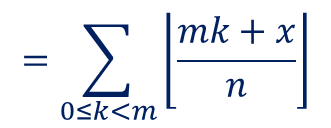 = ∑_{0≤k<m} ⌊(mk + x)/n⌋